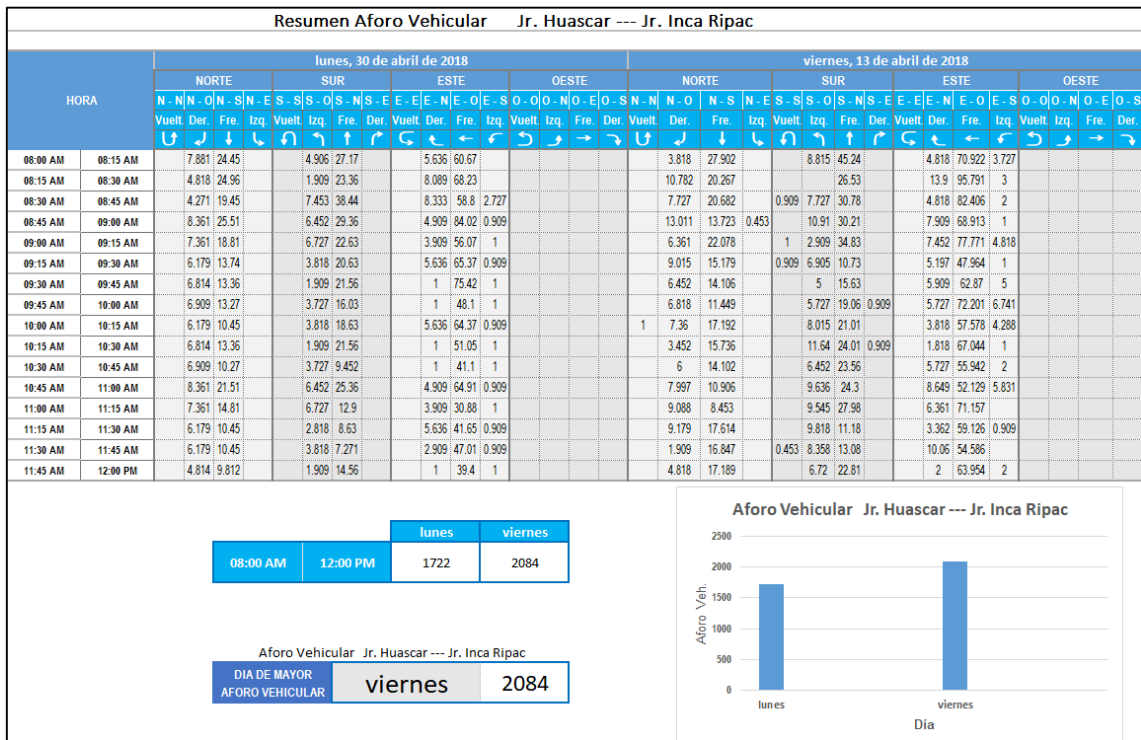 Resumen Aforo Vehicular Jr. Huascar --- Jr. Inca Ripac
HORA lunes, 30 de abril de 2018 viernes, 13 de abril de 2018
NORTE SUR ESTE OESTE NORTE SUR ESTE OESTE
N - N N - O N - S N - E S - S S - O S - N S - E E - E E - N E - O E - S O - O O - N O - E O - S N - N N - O N - S N - E S - S S - O S - N S - E E - E E - N E - O E - S O - O O - N O - E O - S
Vuelt. Der. Fre. Izq. Vuelt. Izq. Fre. Der. Vuelt. Der. Fre. Izq. Vuelt. Izq. Fre. Der. Vuelt. Der. Fre. Izq. Vuelt. Izq. Fre. Der. Vuelt. Der. Fre. Izq. Vuelt. Izq. Fre. Der.
08:00 AM 08:15 AM 7.881 24.45 4.906 27.17 5.636 60.67 3.818 27.902 8.815 45.24 4.818 70.922 3.727
08:15 AM 08:30 AM 4.818 24.96 1.909 23.36 8.089 68.23 10.782 20.267 26.53 13.9 95.791 3
08:30 AM 08:45 AM 4.271 19.45 7.453 38.44 8.333 58.8 2.727 7.727 20.682 0.909 7.727 30.78 4.818 82.406 2
08:45 AM 09:00 AM 8.361 25.51 6.452 29.36 4.909 84.02 0.909 13.011 13.723 0.453 10.91 30.21 7.909 68.913 1
09:00 AM 09:15 AM 7.361 18.81 6.727 22.63 3.909 56.07 1 6.361 22.078 1 2.909 34.83 7.452 77.771 4.818
09:15 AM 09:30 AM 6.179 13.74 3.818 20.63 5.636 65.37 0.909 9.015 15.179 0.909 6.905 10.73 5.197 47.964 1
09:30 AM 09:45 AM 6.814 13.36 1.909 21.56 1 75.42 1 6.452 14.106 5 15.63 5.909 62.87 5
09:45 AM 10:00 AM 6.909 13.27 3.727 16.03 1 48.1 1 6.818 11.449 5.727 19.06 0.909 5.727 72.201 6.741
10:00 AM 10:15 AM 6.179 10.45 3.818 18.63 5.636 64.37 0.909 1 7.36 17.192 8.015 21.01 3.818 57.578 4.288
10:15 AM 10:30 AM 6.814 13.36 1.909 21.56 1 51.05 1 3.452 15.736 11.64 24.01 0.909 1.818 67.044 1
10:30 AM 10:45 AM 6.909 10.27 3.727 9.452 1 41.1 1 6 14.102 6.452 23.56 5.727 55.942 2
10:45 AM 11:00 AM 8.361 21.51 6.452 25.36 4.909 64.91 0.909 7.997 10.906 9.636 24.3 8.649 52.129 5.831
11:00 AM 11:15 AM 7.361 14.81 6.727 12.9 3.909 30.88 1 9.088 8.453 9.545 27.98 6.361 71.157
11:15 AM 11:30 AM 6.179 10.45 2.818 8.63 5.636 41.65 0.909 9.179 17.614 9.818 11.18 3.362 59.126 0.909
11:30 AM 11:45 AM 6.179 10.45 3.818 7.271 2.909 47.01 0.909 1.909 16.847 0.453 8.358 13.08 10.06 54.586
11:45 AM 12:00 PM 4.814 9.812 1.909 14.56 1 39.4 1 4.818 17.189 6.72 22.81 2 63.954 2
lunes viernes
08:00 AM 12:00 PM 1722 2084
Aforo Vehicular Jr. Huascar --- Jr. Inca Ripac
DIA DE MAYOR
AFORO VEHICULAR viernes 2084
Aforo Vehicular Jr. Huascar --- Jr. Inca Ripac
2500
2000
1500
1000
500
0
Aforo Veh.
lunes viernes
Día